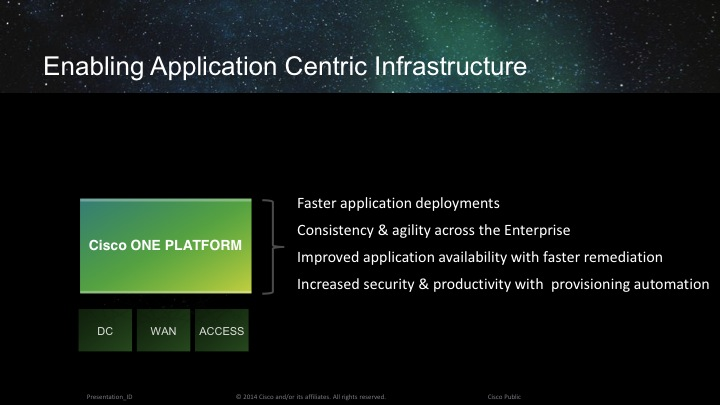 Enabling Application Centric Infrastructure
Cisco ONE PLATFORM
Faster application deployments
Consistency & agility across the Enterprise
Improved application availability with faster remediation
Increased security & productivity with  provisioning automation
DC
WAN
ACCESS
Presentation_ID
© 2014 Cisco and/or its affiliates. All rights reserved.
Cisco Public